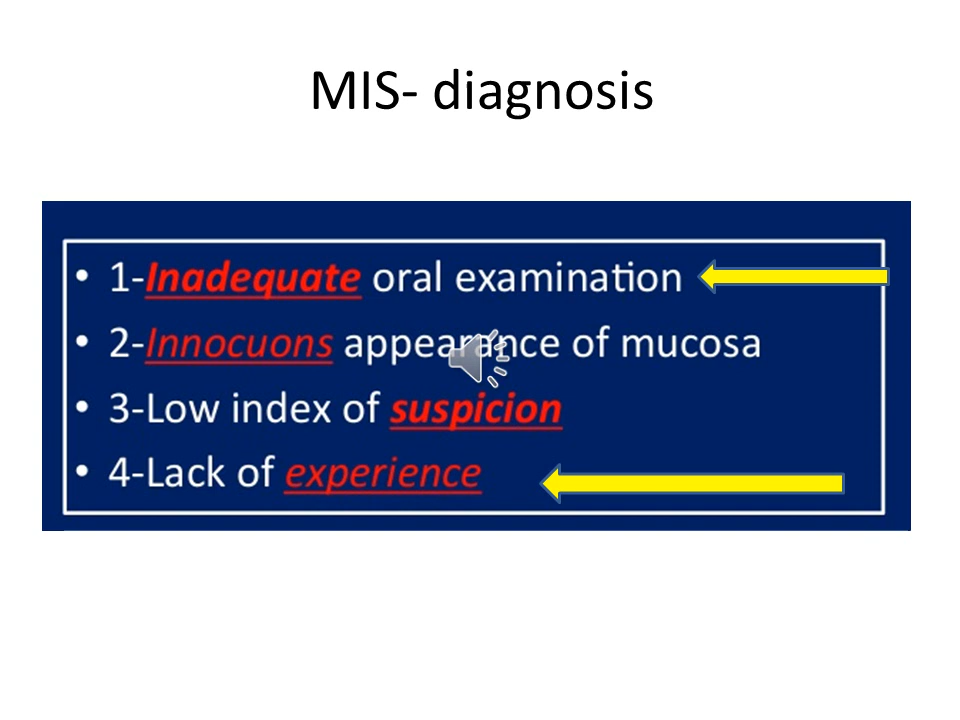 MIS- diagnosis
• 1-Inadequate oral examination
• 2-Innocuons appearance of mucosa
• 3-Low index of suspicion
• 4-Lack of experience